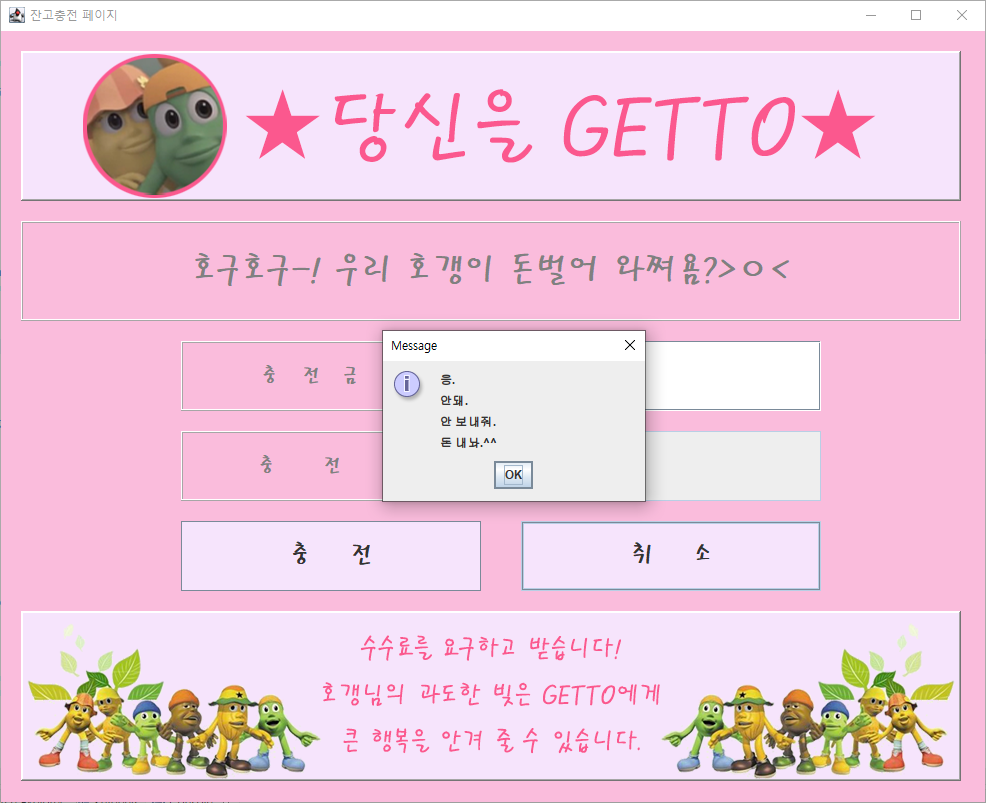 잔고충전 페이지
★당신을 GETTO★
호구호구~! 우리 호갱이 돈벌어 와쪄욤?>ㅇ<
충 전 금
충 전
Message
응.
안돼.
안 보내줘.
돈 내놔.^^
OK
충 전
취 소
수수료를 요구하고 받습니다!
호갱님의 과도한 빚은 GETTO에게
큰 행복을 안겨 줄 수 있습니다.